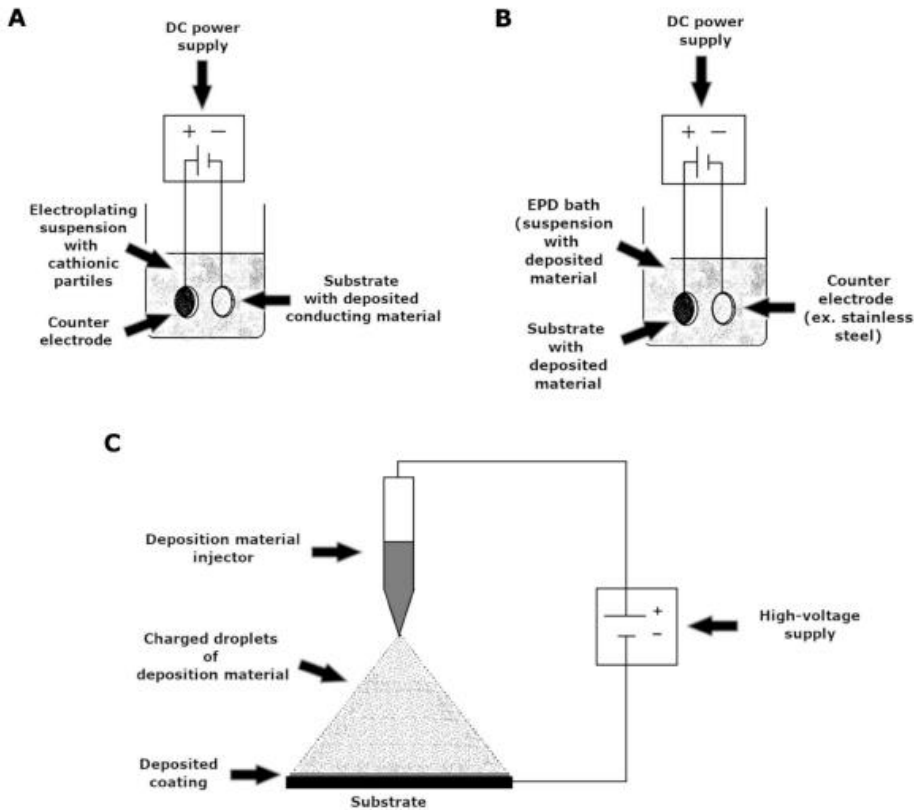 A
DC power
supply
+ −
Electroplating
suspension
with
cathionic
partiles
Counter
electrode
Substrate
with deposited
conducting material
B
DC power
supply
+ −
EPD bath
(suspension
with
deposited
material
Substrate
with
deposited
material
Counter
electrode
(ex. stainless
steel)
C
Deposition material
injector
Charged droplets
of
deposition material
Deposited
coating
Substrate
+
−
High-voltage
supply